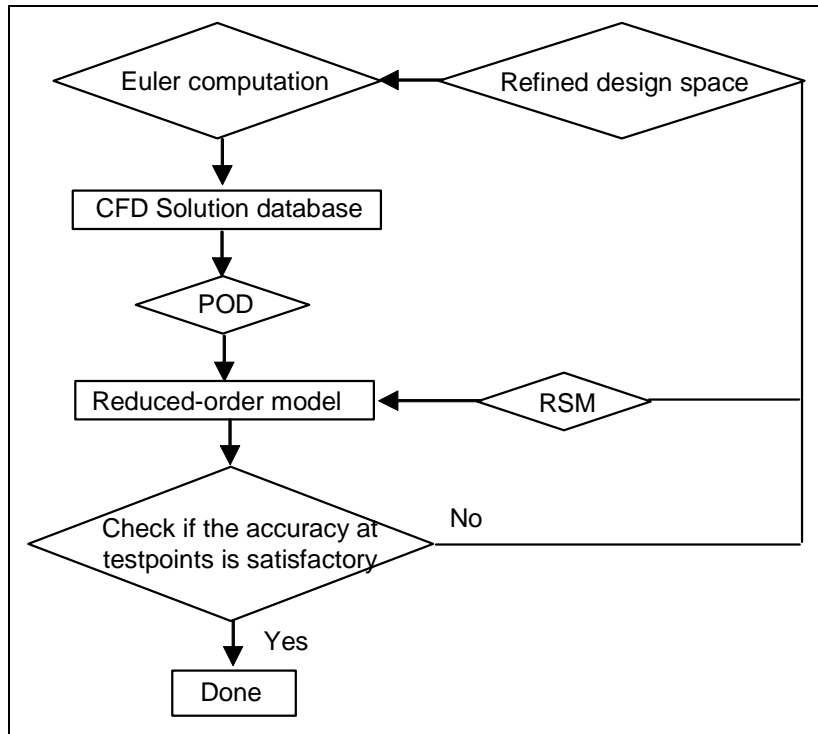 Euler computation
Refined design space
CFD Solution database
POD
Reduced-order model
RSM
Check if the accuracy at
testpoints is satisfactory
No
Yes
Done